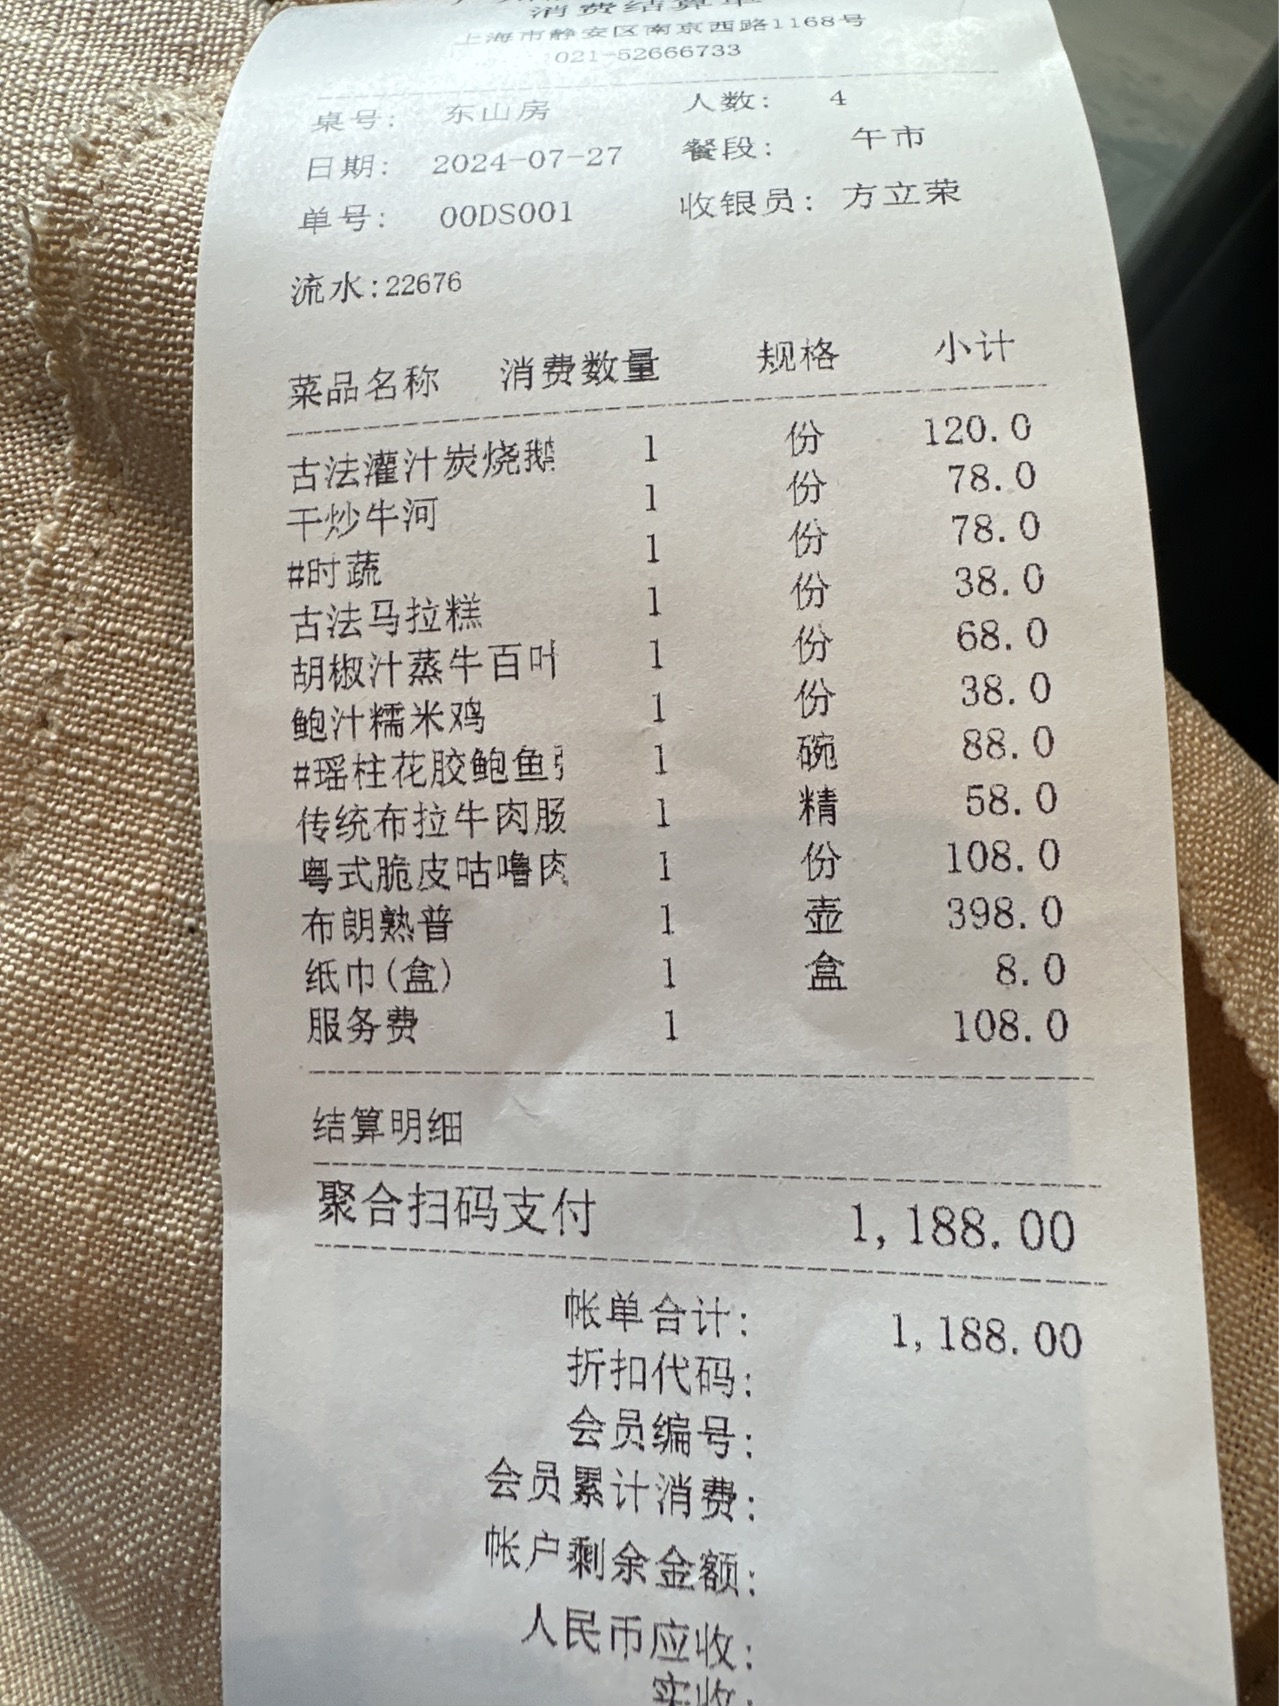 消费结算单
上海市静安区南京西路1168号
:021-52666733
桌号: 东山房 人数: 4
日期: 2024-07-27 餐段: 午市
单号: 00DS001 收银员: 方立荣
流水:22676
菜品名称 消费数量 规格 小计
古法灌汁炭烧鹅 1 份 120.0
干炒牛河 1 份 78.0
#时蔬 1 份 78.0
古法马拉糕 1 份 38.0
胡椒汁蒸牛百叶 1 份 68.0
鲍汁糯米鸡 1 份 38.0
#瑶柱花胶鲍鱼 1 碗 88.0
传统布拉牛肉肠 1 精 58.0
粤式脆皮咕噜肉 1 份 108.0
布朗熟普 1 壶 398.0
纸巾(盒) 1 盒 8.0
服务费 1 108.0
结算明细
聚合扫码支付 1,188.00
帐单合计: 1,188.00
折扣代码:
会员编号:
会员累计消费:
帐户剩余金额:
人民币应收:
实收: